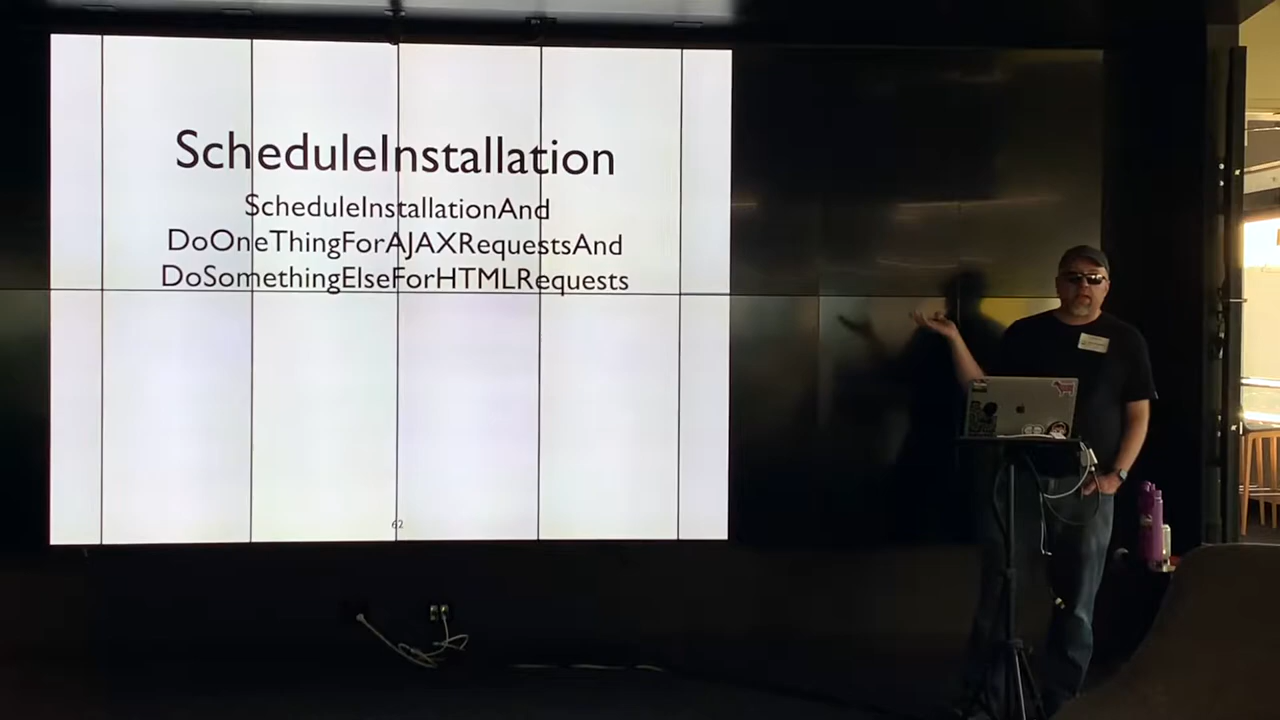 ScheduleInstallation
ScheduleInstallationAnd
DoOneThingForAJAXRequestsAnd
DoSomethingElseForHTMLRequests
62